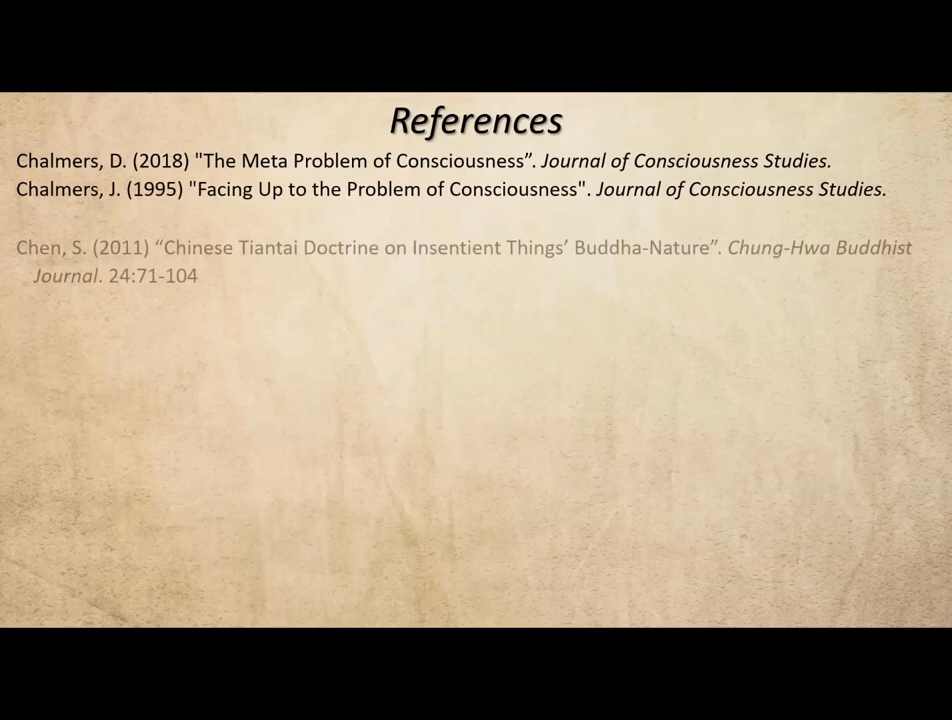 References
Chalmers, D. (2018) "The Meta Problem of Consciousness”. Journal of Consciousness Studies.
Chalmers, J. (1995) "Facing Up to the Problem of Consciousness". Journal of Consciousness Studies.
Chen, S. (2011) “Chinese Tiantai Doctrine on Insentient Things’ Buddha-Nature”. Chung-Hwa Buddhist
Journal. 24:71-104